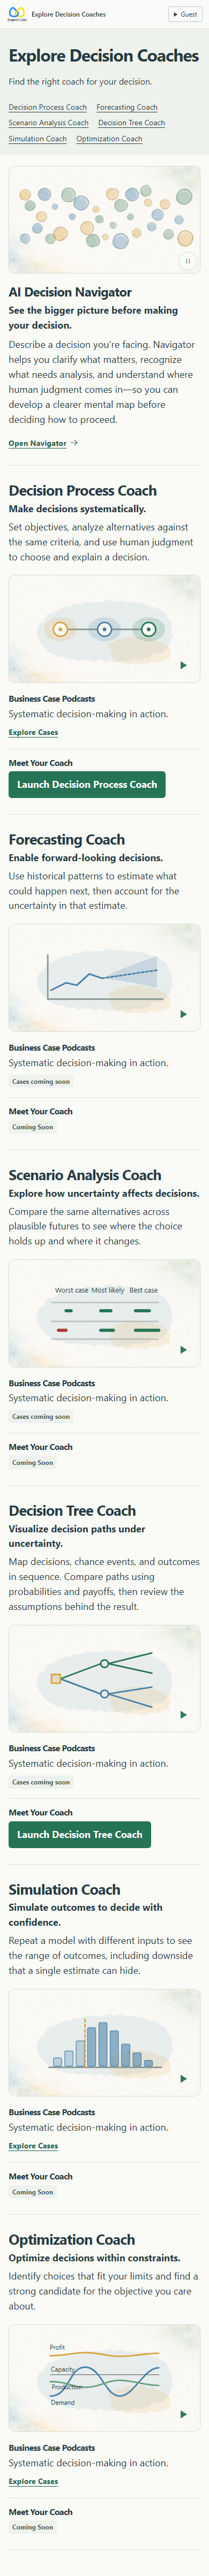 Explore Decision Coaches
Guest
Explore Decision Coaches
Find the right coach for your decision.
Decision Process Coach Forecasting Coach
Scenario Analysis Coach Decision Tree Coach
Simulation Coach Optimization Coach
AI Decision Navigator
See the bigger picture before making
your decision.
Describe a decision you're facing. Navigator
helps you clarify what matters, recognize
what needs analysis, and understand where
human judgment comes in—so you can
develop a clearer mental map before
deciding how to proceed.
Open Navigator
Decision Process Coach
Make decisions systematically.
Set objectives, analyze alternatives against
the same criteria, and use human judgment
to choose and explain a decision.
Business Case Podcasts
Systematic decision-making in action.
Explore Cases
Meet Your Coach
Launch Decision Process Coach
Forecasting Coach
Enable forward-looking decisions.
Use historical patterns to estimate what
could happen next, then account for the
uncertainty in that estimate.
Business Case Podcasts
Systematic decision-making in action.
Cases coming soon
Meet Your Coach
Coming Soon
Scenario Analysis Coach
Explore how uncertainty affects decisions.
Compare the same alternatives across
plausible futures to see where the choice
holds up and where it changes.
Worst case Most likely Best case
Business Case Podcasts
Systematic decision-making in action.
Cases coming soon
Meet Your Coach
Coming Soon
Decision Tree Coach
Visualize decision paths under
uncertainty.
Map decisions, chance events, and outcomes
in sequence. Compare paths using
probabilities and payoffs, then review the
assumptions behind the result.
Business Case Podcasts
Systematic decision-making in action.
Cases coming soon
Meet Your Coach
Launch Decision Tree Coach
Simulation Coach
Simulate outcomes to decide with
confidence.
Repeat a model with different inputs to see
the range of outcomes, including downside
that a single estimate can hide.
Business Case Podcasts
Systematic decision-making in action.
Explore Cases
Meet Your Coach
Coming Soon
Optimization Coach
Optimize decisions within constraints.
Identify choices that fit your limits and find a
strong candidate for the objective you care
about.
Profit
Capacity
Production
Demand
Business Case Podcasts
Systematic decision-making in action.
Explore Cases
Meet Your Coach
Coming Soon